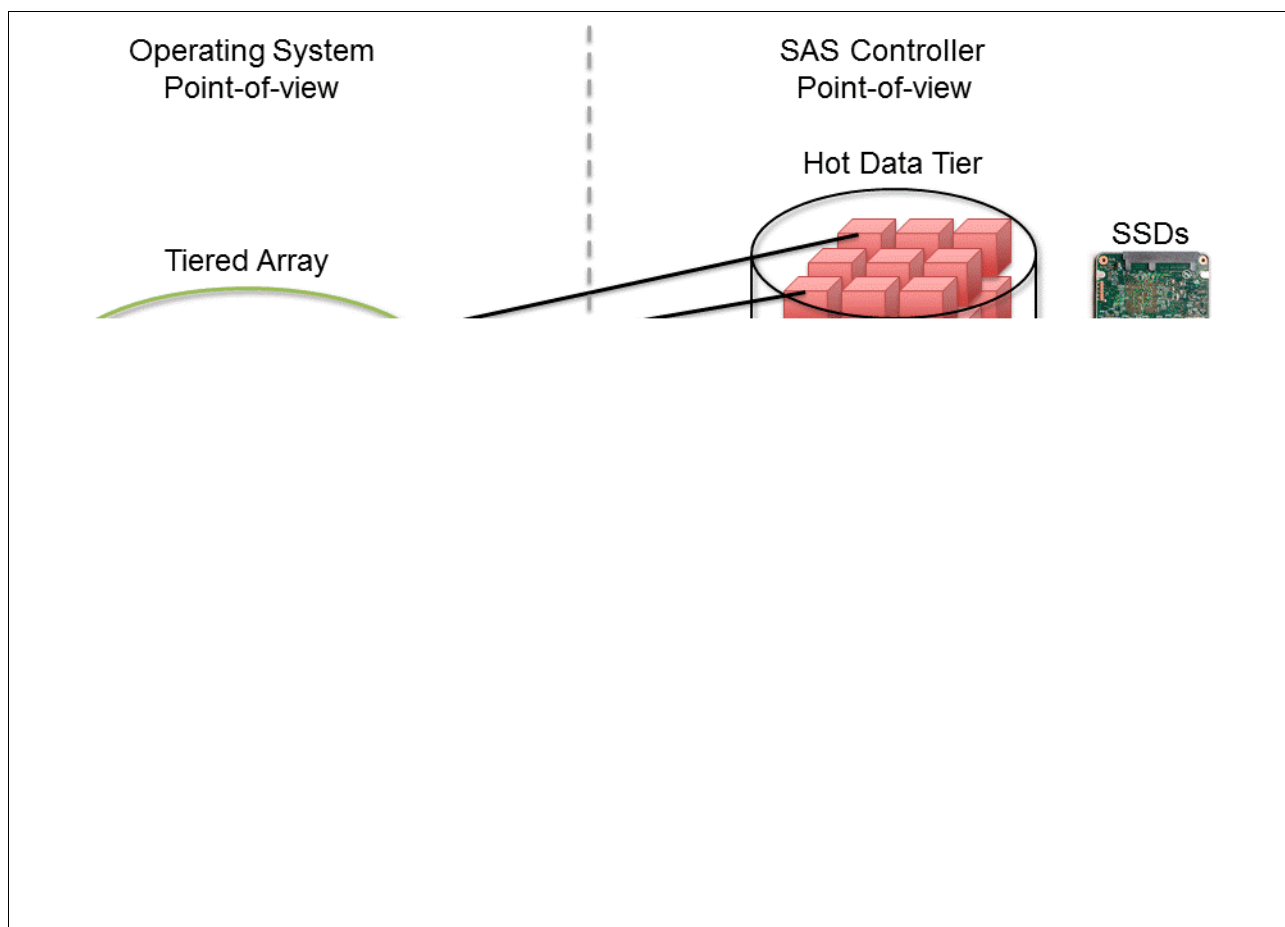 Operating System
Point-of-view
SAS Controller
Point-of-view
Hot Data Tier
SSDs
Tiered Array